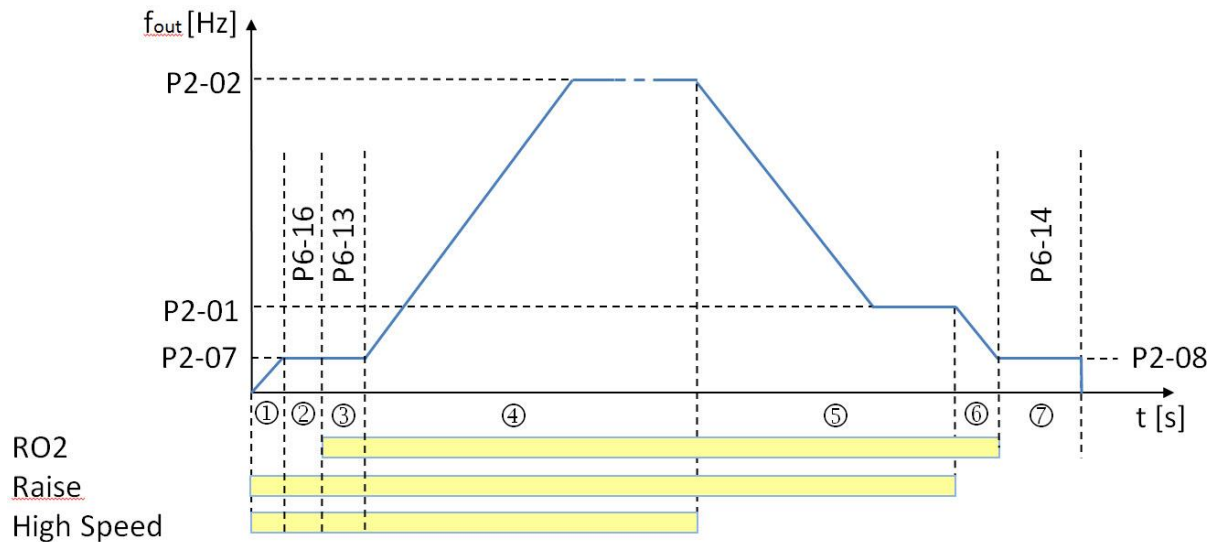 fout [Hz]
P2-02
P6-16
P6-13
P6-14
P2-01
P2-07
P2-08
① ② ③ ④ ⑤ ⑥ ⑦
t [s]
RO2
Raise
High Speed